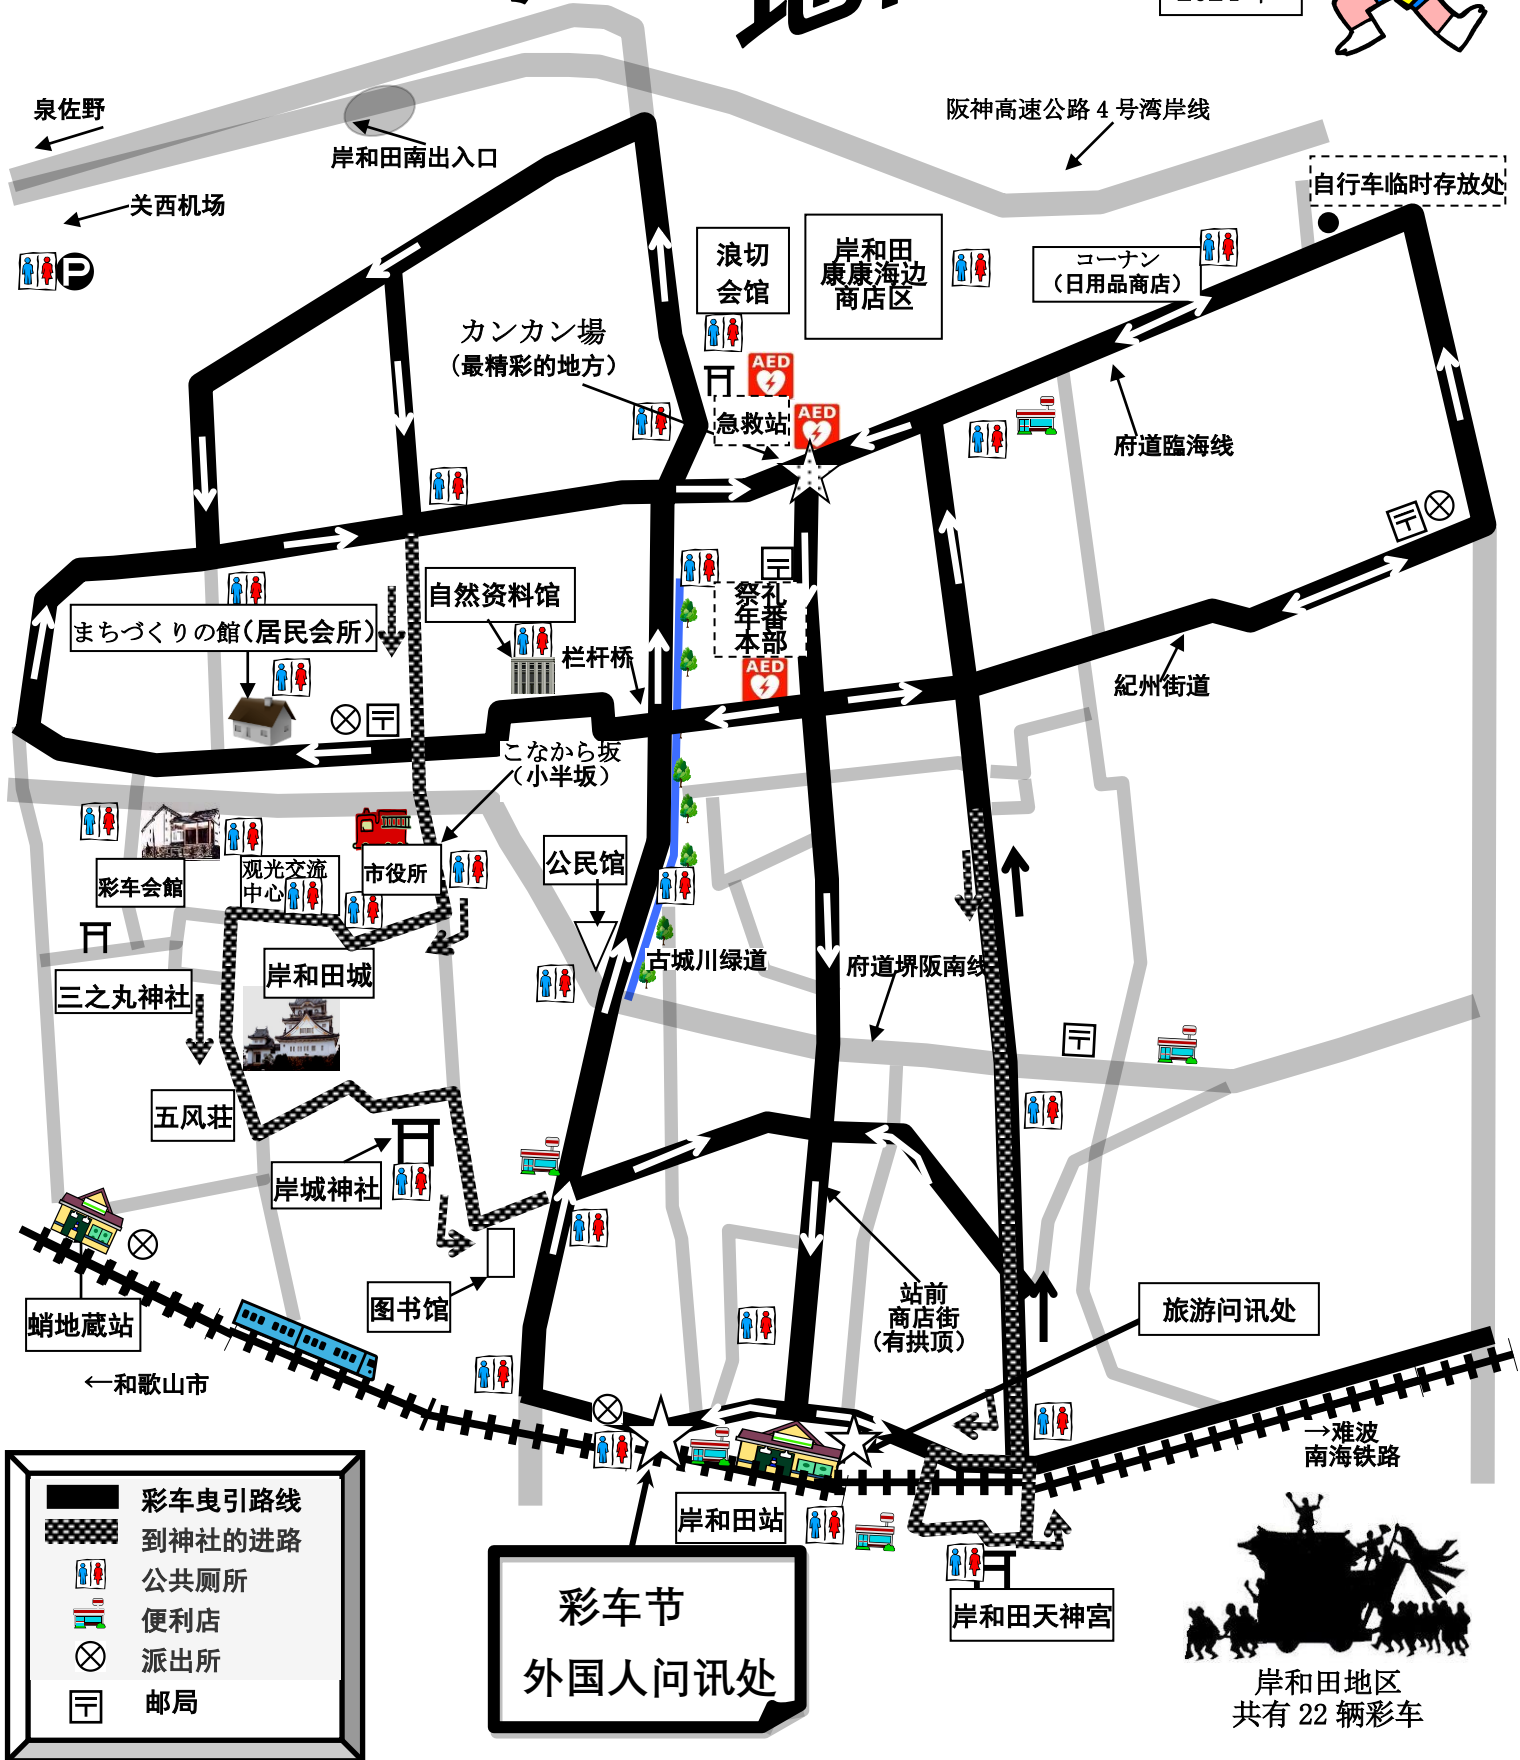 泉佐野
岸和田南出入口
关西机场
阪神高速公路 4 号湾岸线
自行车临时存放处
P
浪切
会馆
岸和田
康康海边
商店区
コーナン
（日用品商店）
カンカン場
（最精彩的地方）
AED
急救站
AED
府道臨海线
自然资料馆
祭礼
年番
本部
AED
まちづくりの館(居民会所)
栏杆桥
紀州街道
こなから坂
（小半坂）
彩车会館
观光交流
中心
市役所
公民馆
古城川绿道
府道堺阪南线
岸和田城
三之丸神社
五风荘
岸城神社
图书馆
站前
商店街
（有拱顶）
旅游问讯处
蛸地蔵站
←和歌山市
→难波
南海铁路
岸和田站
彩车节
外国人问讯处
岸和田天神宮
彩车曳引路线
到神社的进路
公共厕所
便利店
派出所
邮局
岸和田地区
共有 22 辆彩车